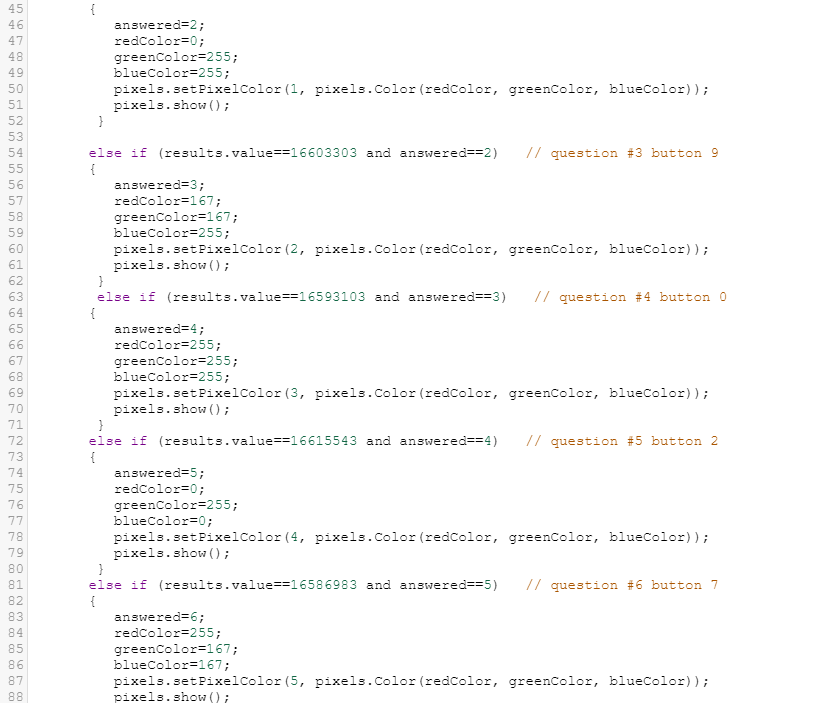 45 {
46 answered=2;
47 redColor=0;
48 greenColor=255;
49 blueColor=255;
50 pixels.setPixelColor(1, pixels.Color(redColor, greenColor, blueColor));
51 pixels.show();
52 }
53
54 else if (results.value==16603303 and answered==2) // question #3 button 9
55 {
56 answered=3;
57 redColor=167;
58 greenColor=167;
59 blueColor=255;
60 pixels.setPixelColor(2, pixels.Color(redColor, greenColor, blueColor));
61 pixels.show();
62 }
63 else if (results.value==16593103 and answered==3) // question #4 button 0
64 {
65 answered=4;
66 redColor=255;
67 greenColor=255;
68 blueColor=255;
69 pixels.setPixelColor(3, pixels.Color(redColor, greenColor, blueColor));
70 pixels.show();
71 }
72 else if (results.value==16615543 and answered==4) // question #5 button 2
73 {
74 answered=5;
75 redColor=0;
76 greenColor=255;
77 blueColor=0;
78 pixels.setPixelColor(4, pixels.Color(redColor, greenColor, blueColor));
79 pixels.show();
80 }
81 else if (results.value==16586983 and answered==5) // question #6 button 7
82 {
83 answered=6;
84 redColor=255;
85 greenColor=167;
86 blueColor=167;
87 pixels.setPixelColor(5, pixels.Color(redColor, greenColor, blueColor));
88 pixels.show();